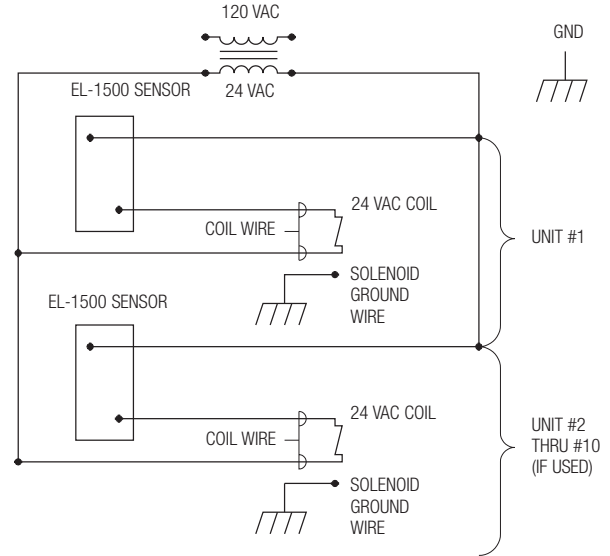 120 VAC
GND
24 VAC
EL-1500 SENSOR
24 VAC COIL
COIL WIRE
UNIT #1
SOLENOID
GROUND
WIRE
EL-1500 SENSOR
24 VAC COIL
COIL WIRE
UNIT #2
THRU #10
(IF USED)
SOLENOID
GROUND
WIRE